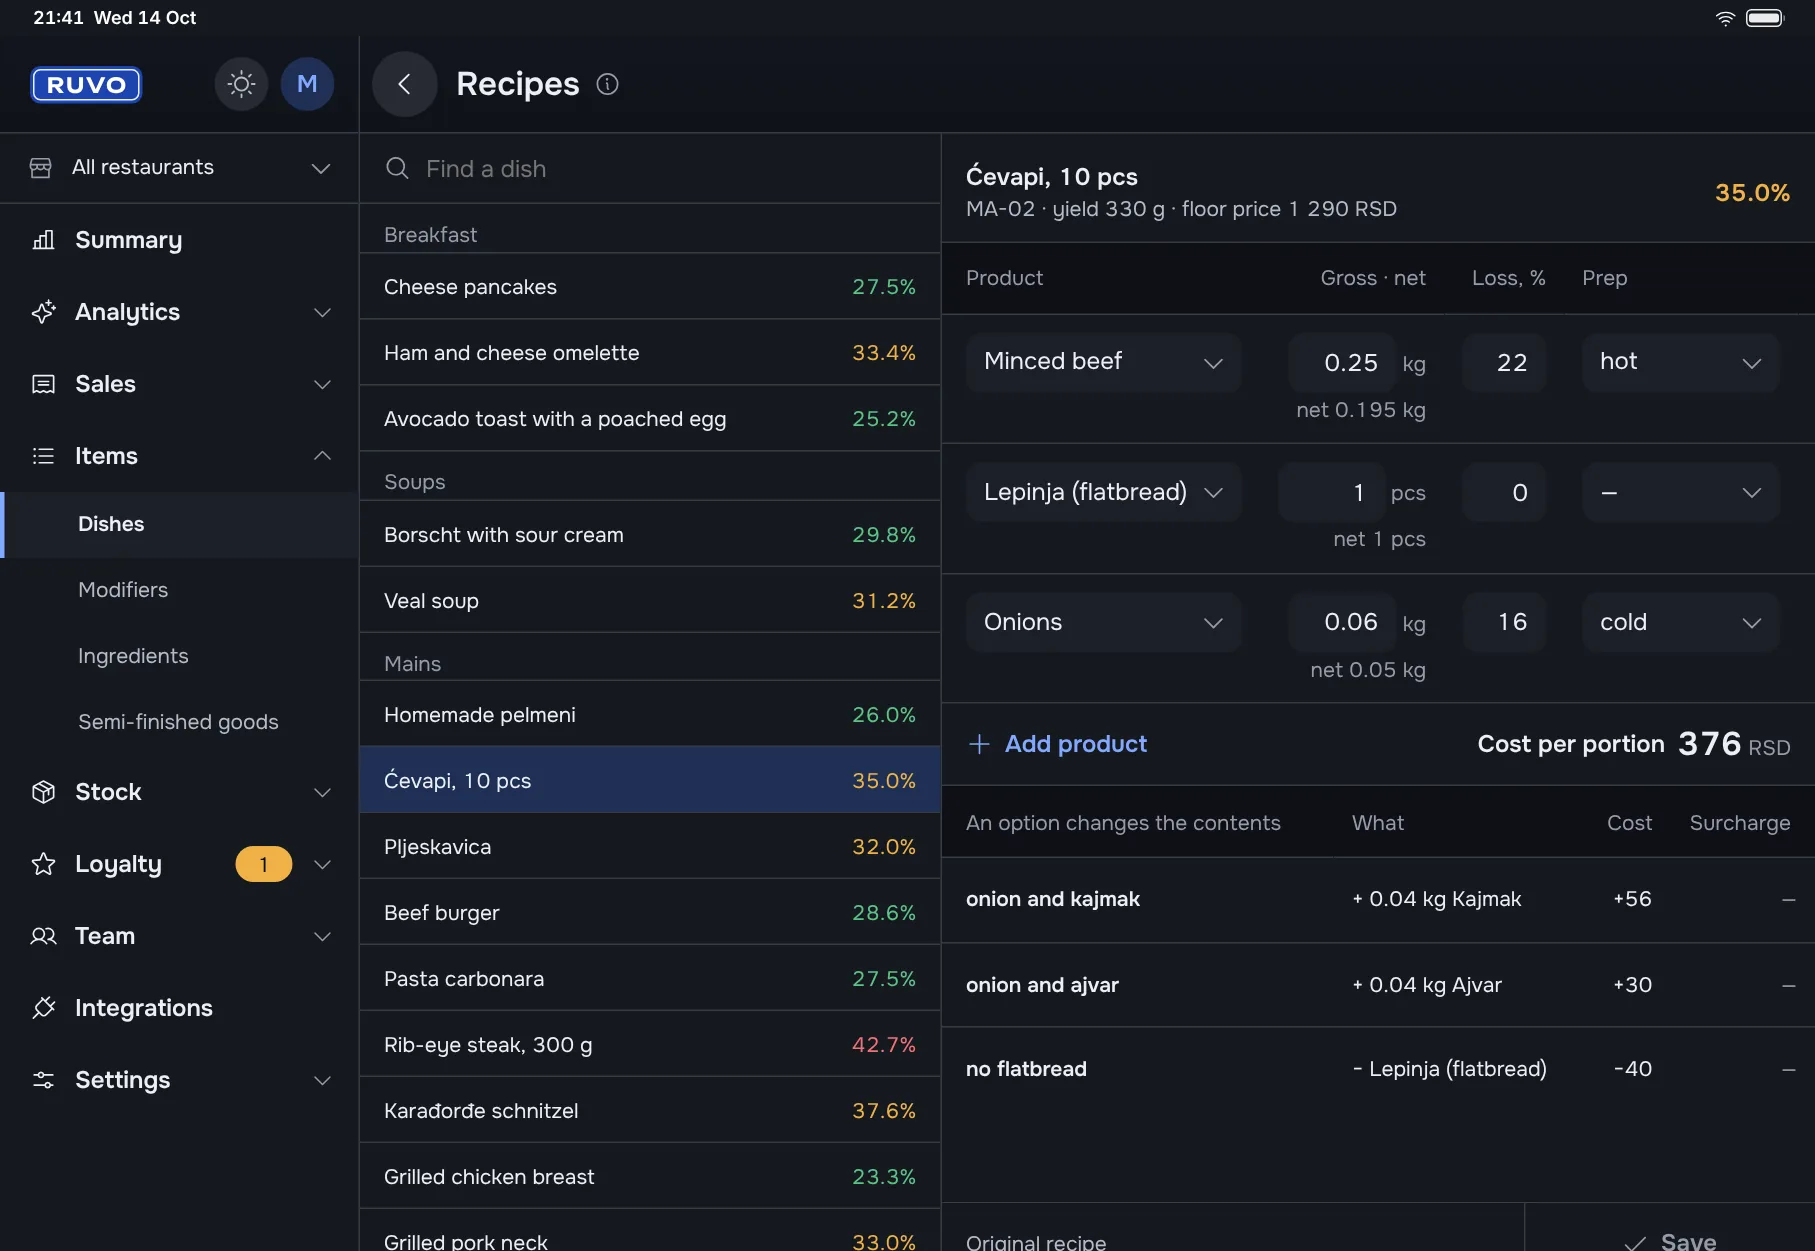 21:41 Wed 14 Oct
RUVO
M
Recipes
All restaurants
Summary
Analytics
Sales
Items
Dishes
Modifiers
Ingredients
Semi-finished goods
Stock
Loyalty 1
Team
Integrations
Settings
Find a dish
Breakfast
Cheese pancakes 27.5%
Ham and cheese omelette 33.4%
Avocado toast with a poached egg 25.2%
Soups
Borscht with sour cream 29.8%
Veal soup 31.2%
Mains
Homemade pelmeni 26.0%
Ćevapi, 10 pcs 35.0%
Pljeskavica 32.0%
Beef burger 28.6%
Pasta carbonara 27.5%
Rib-eye steak, 300 g 42.7%
Karađorđe schnitzel 37.6%
Grilled chicken breast 23.3%
Grilled pork neck 33.0%
Ćevapi, 10 pcs
MA-02 · yield 330 g · floor price 1 290 RSD
35.0%
Product Gross · net Loss, % Prep
Minced beef 0.25 kg 22 hot
net 0.195 kg
Lepinja (flatbread) 1 pcs 0 –
net 1 pcs
Onions 0.06 kg 16 cold
net 0.05 kg
Add product Cost per portion 376 RSD
An option changes the contents What Cost Surcharge
onion and kajmak + 0.04 kg Kajmak +56 –
onion and ajvar + 0.04 kg Ajvar +30 –
no flatbread − Lepinja (flatbread) −40 –
Original recipe Save